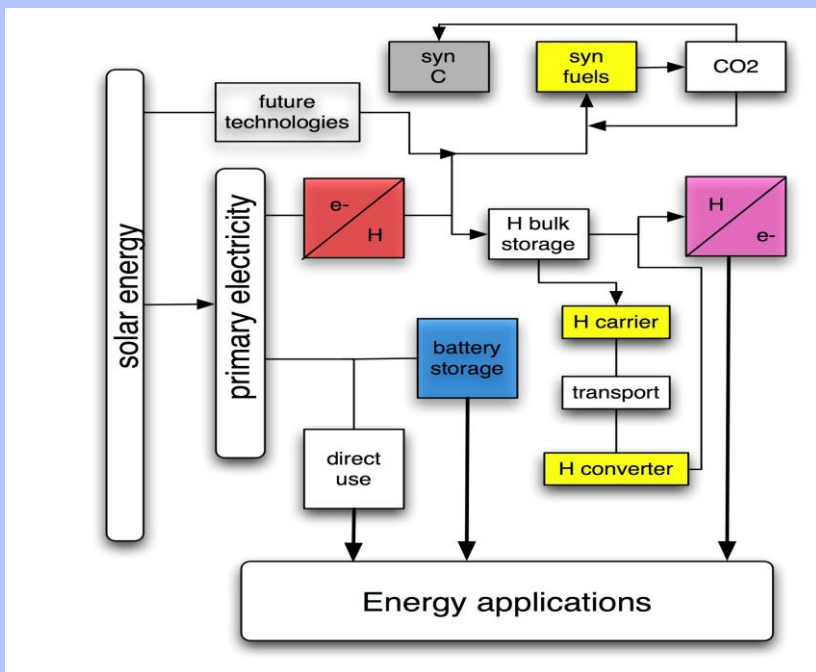 syn
C
syn
fuels
CO2
future
technologies
solar energy
primary electricity
e-
H
H bulk
storage
H
e-
H carrier
battery
storage
transport
direct
use
H converter
Energy applications